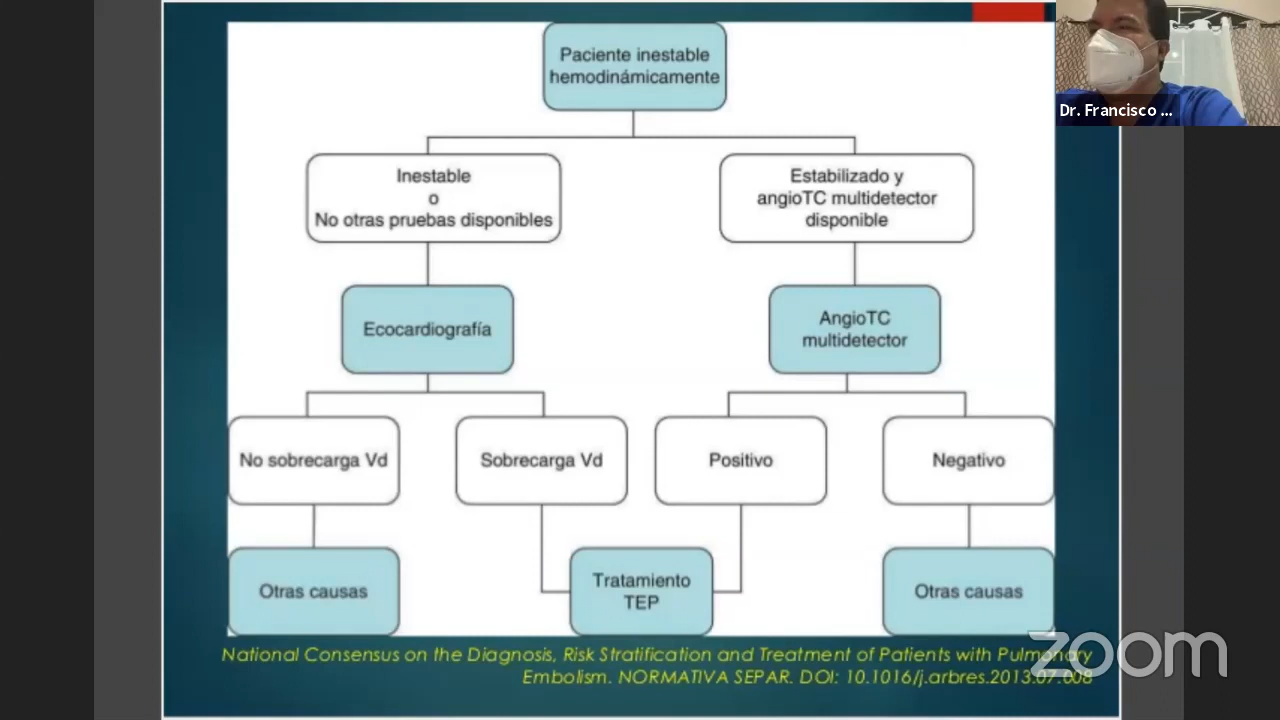 Paciente inestable
hemodinámicamente
Dr. Francisco ...
Inestable
o
No otras pruebas disponibles
Estabilizado y
angioTC multidetector
disponible
Ecocardiografía
AngioTC
multidetector
No sobrecarga Vd
Sobrecarga Vd
Positivo
Negativo
Otras causas
Tratamiento
TEP
Otras causas
National Consensus on the Diagnosis, Risk Stratification and Treatment of Patients with Pulmonary
Embolism. NORMATIVA SEPAR. DOI: 10.1016/j.arbres.2013.07.008
zoom